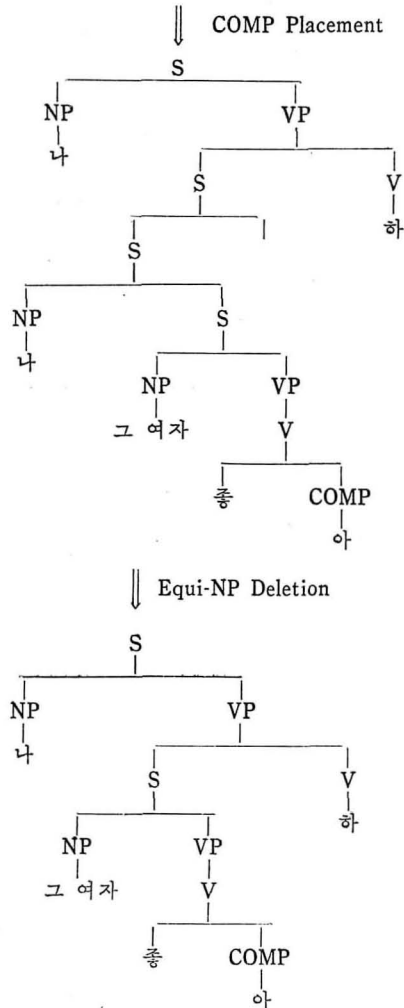 COMP Placement
S
NP VP
나
S V
하
S
NP S
나
NP VP
그 여자 V
좋 COMP
아
Equi-NP Deletion
S
NP VP
나
S V
하
NP VP
그 여자 V
좋 COMP
아